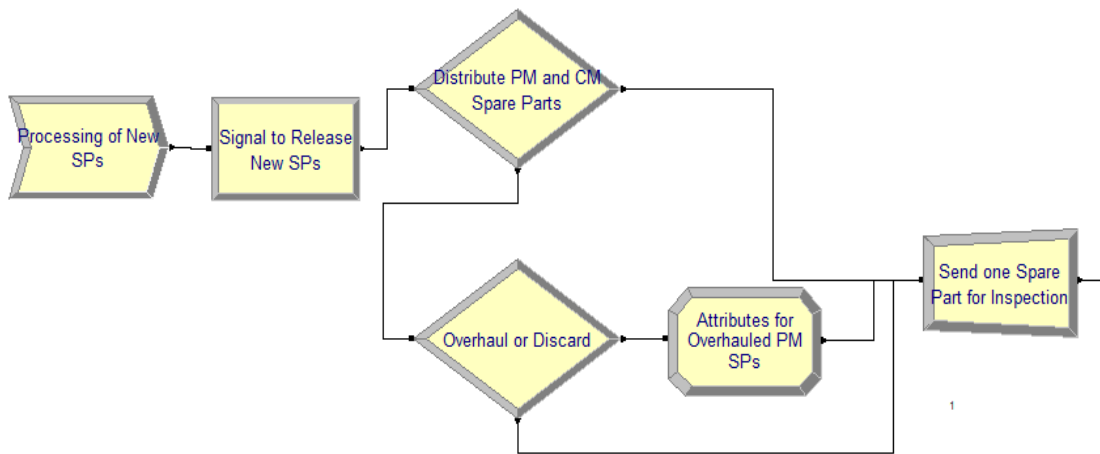 Processing of New
SPs
Signal to Release
New SPs
Distribute PM and CM
Spare Parts
Overhaul or Discard
Attributes for
Overhauled PM
SPs
Send one Spare
Part for Inspection
1